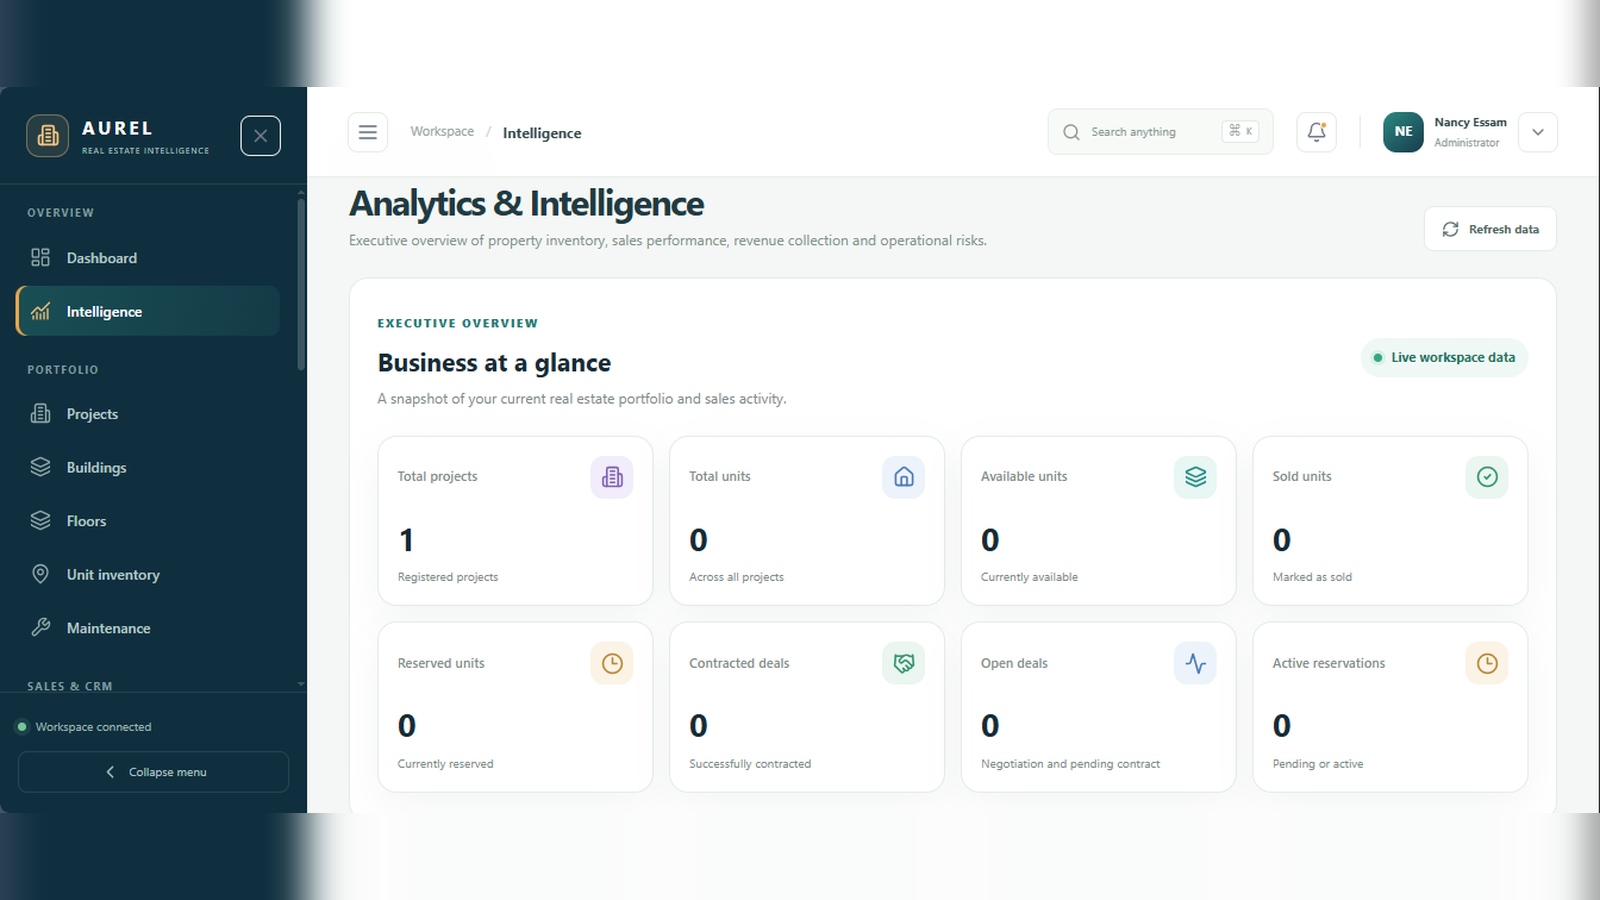 AUREL
REAL ESTATE INTELLIGENCE
OVERVIEW
Dashboard
Intelligence
PORTFOLIO
Projects
Buildings
Floors
Unit inventory
Maintenance
SALES & CRM
Workspace connected
Collapse menu
Workspace / Intelligence
Search anything
⌘ K
NE
Nancy Essam
Administrator
Analytics & Intelligence
Executive overview of property inventory, sales performance, revenue collection and operational risks.
Refresh data
EXECUTIVE OVERVIEW
Business at a glance
A snapshot of your current real estate portfolio and sales activity.
Live workspace data
Total projects
1
Registered projects
Total units
0
Across all projects
Available units
0
Currently available
Sold units
0
Marked as sold
Reserved units
0
Currently reserved
Contracted deals
0
Successfully contracted
Open deals
0
Negotiation and pending contract
Active reservations
0
Pending or active